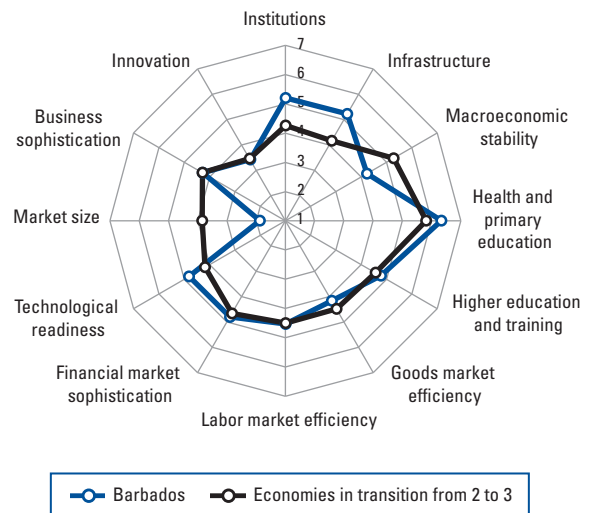 Institutions
Innovation
Infrastructure
Business
sophistication
Macroeconomic
stability
Market size
Health and
primary
education
Technological
readiness
Higher education
and training
Financial market
sophistication
Goods market
efficiency
Labor market efficiency
7
6
5
4
3
2
1
Barbados
Economies in transition from 2 to 3